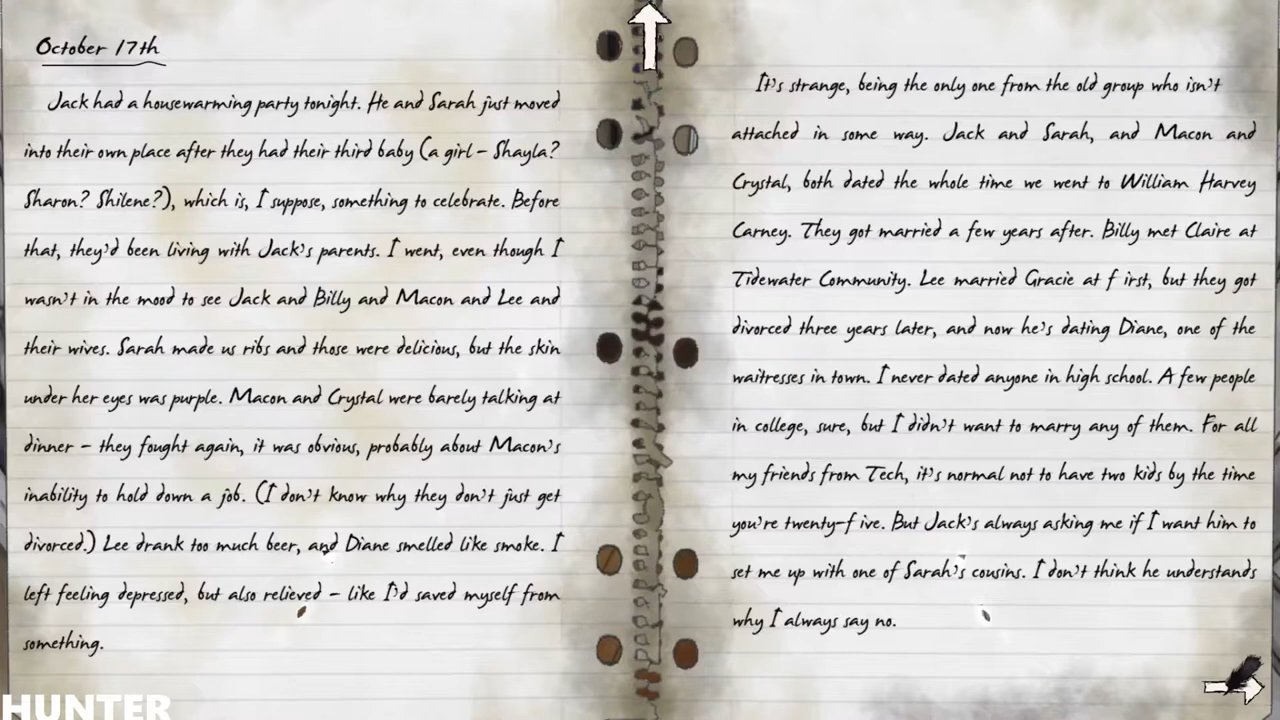 October 17th
Jack had a housewarming party tonight. He and Sarah just moved
into their own place after they had their third baby (a girl – Shayla?
Sharon? Shilene?), which is, I suppose, something to celebrate. Before
that, they'd been living with Jack's parents. I went, even though I
wasn't in the mood to see Jack and Billy and Macon and Lee and
their wives. Sarah made us ribs and those were delicious, but the skin
under her eyes was purple. Macon and Crystal were barely talking at
dinner – they fought again, it was obvious, probably about Macon's
inability to hold down a job. (I don't know why they don't just get
divorced.) Lee drank too much beer, and Diane smelled like smoke. I
left feeling depressed, but also relieved – like I'd saved myself from
something.
It's strange, being the only one from the old group who isn't
attached in some way. Jack and Sarah, and Macon and
Crystal, both dated the whole time we went to William Harvey
Carney. They got married a few years after. Billy met Claire at
Tidewater Community. Lee married Gracie at f irst, but they got
divorced three years later, and now he's dating Diane, one of the
waitresses in town. I never dated anyone in high school. A few people
in college, sure, but I didn't want to marry any of them. For all
my friends from Tech, it's normal not to have two kids by the time
you're twenty-f ive. But Jack's always asking me if I want him to
set me up with one of Sarah's cousins. I don't think he understands
why I always say no.
HUNTER